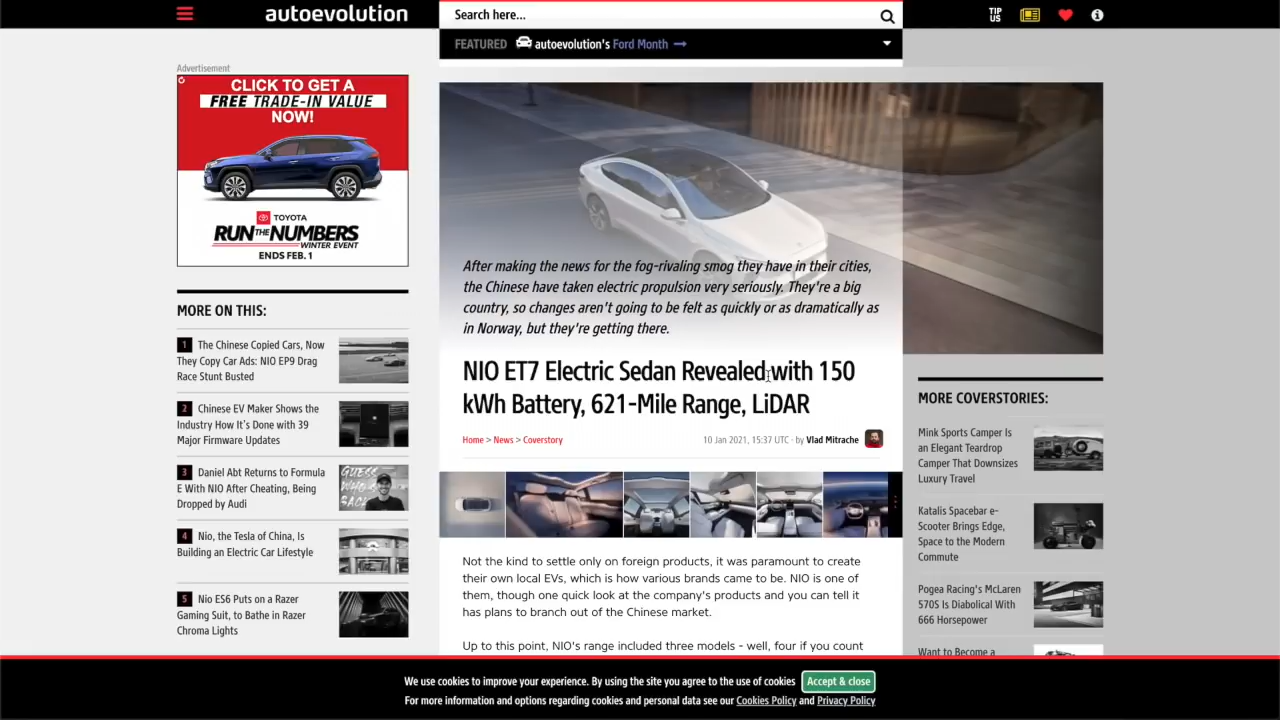 autoevolution
Search here...
TIP
US
FEATURED autoevolution's Ford Month
Advertisement
CLICK TO GET A
FREE TRADE-IN VALUE
NOW!
TOYOTA
RUN THE NUMBERS
WINTER EVENT
ENDS FEB. 1
MORE ON THIS:
1 The Chinese Copied Cars, Now
They Copy Car Ads: NIO EP9 Drag
Race Stunt Busted
2 Chinese EV Maker Shows the
Industry How It's Done with 39
Major Firmware Updates
3 Daniel Abt Returns to Formula
E With NIO After Cheating, Being
Dropped by Audi
GUESS
WHO
BACK
4 Nio, the Tesla of China, Is
Building an Electric Car Lifestyle
5 Nio ES6 Puts on a Razer
Gaming Suit, to Bathe in Razer
Chroma Lights
After making the news for the fog-rivaling smog they have in their cities,
the Chinese have taken electric propulsion very seriously. They're a big
country, so changes aren't going to be felt as quickly or as dramatically as
in Norway, but they're getting there.
NIO ET7 Electric Sedan Revealed with 150
kWh Battery, 621-Mile Range, LiDAR
Home > News > Coverstory
10 Jan 2021, 15:37 UTC · by Vlad Mitrache
Not the kind to settle only on foreign products, it was paramount to create
their own local EVs, which is how various brands came to be. NIO is one of
them, though one quick look at the company's products and you can tell it
has plans to branch out of the Chinese market.
Up to this point, NIO's range included three models - well, four if you count
MORE COVERSTORIES:
Mink Sports Camper Is
an Elegant Teardrop
Camper That Downsizes
Luxury Travel
Katalis Spacebar e-
Scooter Brings Edge,
Space to the Modern
Commute
Pogea Racing's McLaren
570S Is Diabolical With
666 Horsepower
Want to Become a
We use cookies to improve your experience. By using the site you agree to the use of cookies
Accept & close
For more information and options regarding cookies and personal data see our Cookies Policy and Privacy Policy